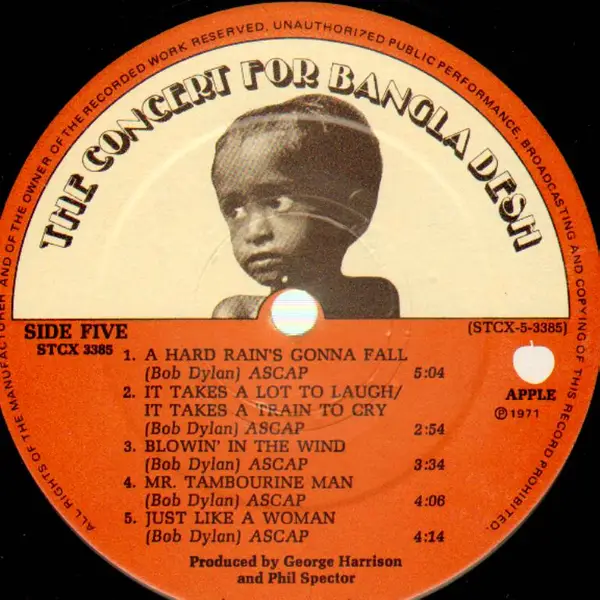 ALL RIGHTS OF THE MANUFACTURER AND OF THE OWNER OF THE RECORDED WORK RESERVED, UNAUTHORIZED PUBLIC PERFORMANCE, BROADCASTING AND COPYING OF THIS RECORD PROHIBITED.
THE CONCERT FOR BANGLA DESH
SIDE FIVE
STCX 3385
(STCX-5-3385)
1. A HARD RAIN'S GONNA FALL
(Bob Dylan) ASCAP 5:04
2. IT TAKES A LOT TO LAUGH/
IT TAKES A TRAIN TO CRY
(Bob Dylan) ASCAP 2:54
3. BLOWIN' IN THE WIND
(Bob Dylan) ASCAP 3:34
4. MR. TAMBOURINE MAN
(Bob Dylan) ASCAP 4:06
5. JUST LIKE A WOMAN
(Bob Dylan) ASCAP 4:14
APPLE
℗ 1971
Produced by George Harrison
and Phil Spector